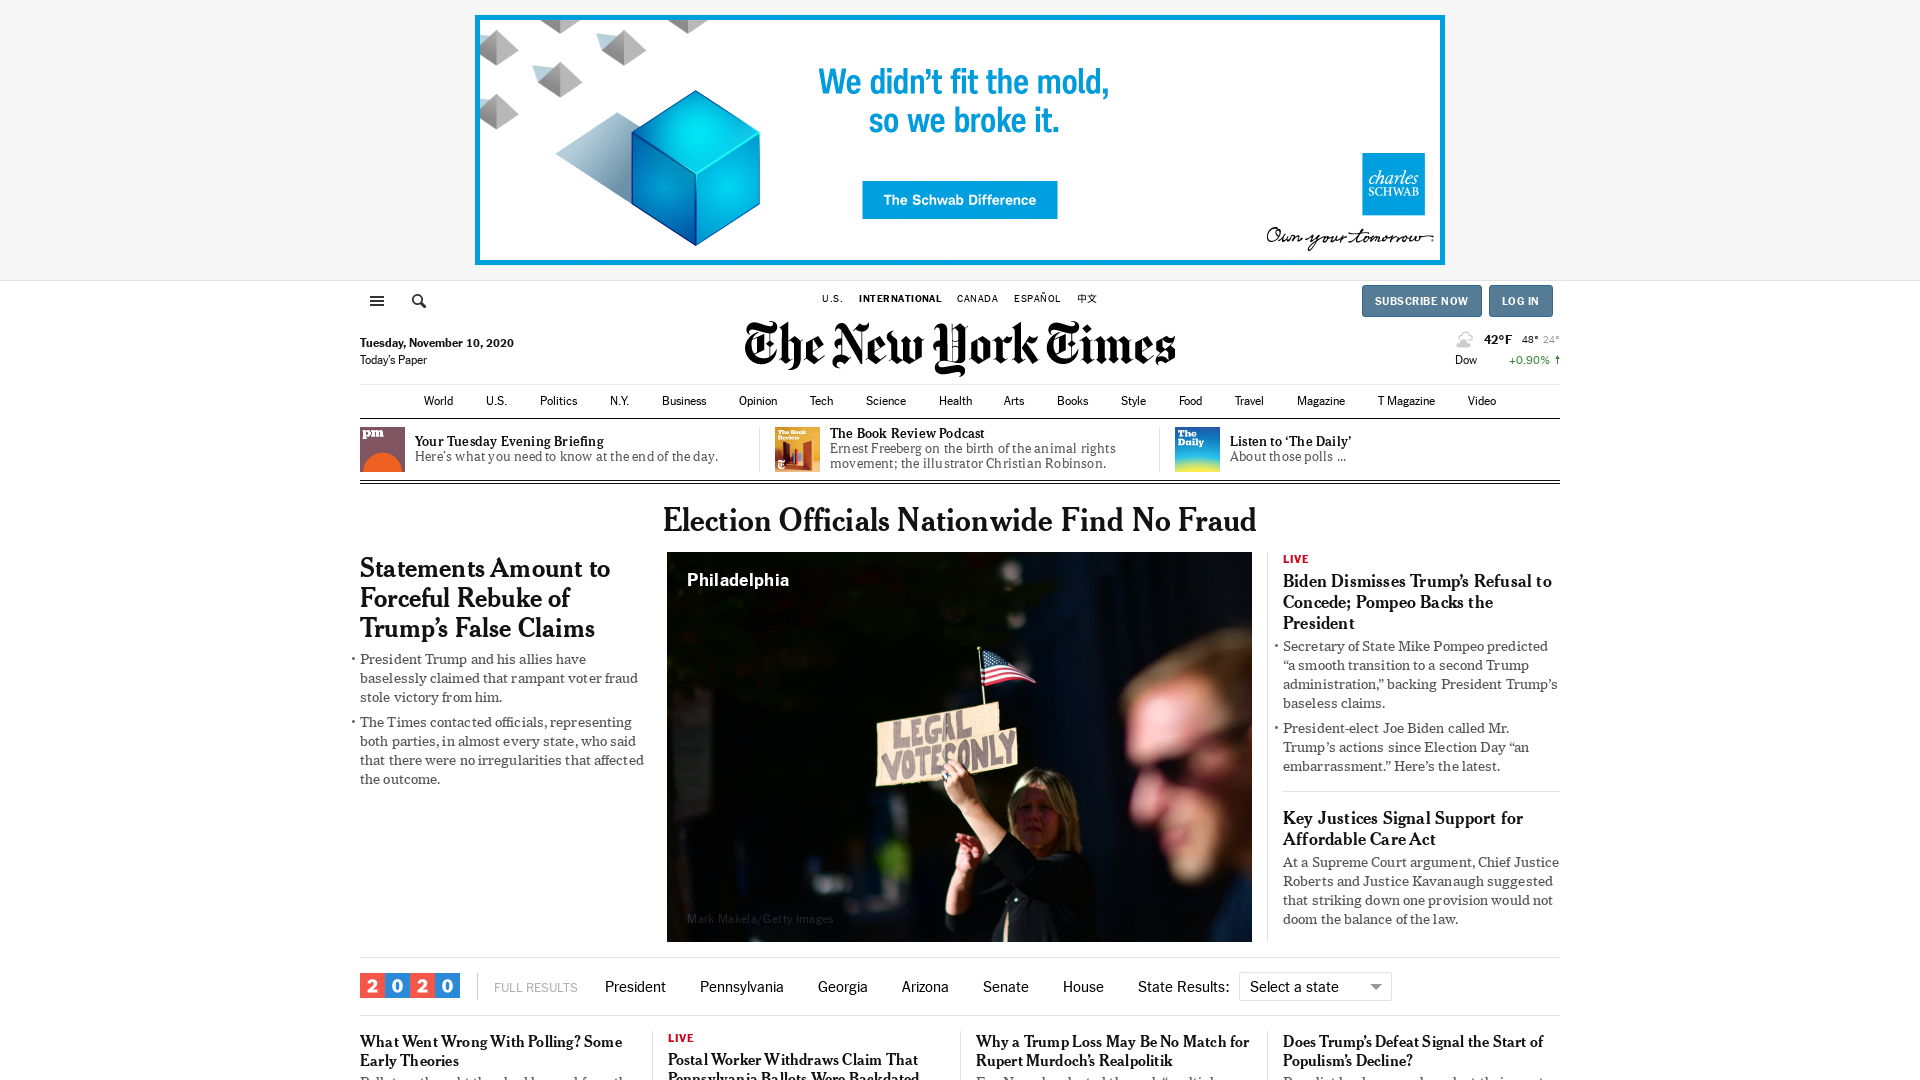 We didn't fit the mold,
so we broke it.
The Schwab Difference
charles
SCHWAB
Own your tomorrow.
U.S.
INTERNATIONAL
CANADA
ESPAÑOL
中文
SUBSCRIBE NOW
LOG IN
Tuesday, November 10, 2020
Today's Paper
The New York Times
42°F 48° 24°
Dow +0.90% ↑
World
U.S.
Politics
N.Y.
Business
Opinion
Tech
Science
Health
Arts
Books
Style
Food
Travel
Magazine
T Magazine
Video
pm
Your Tuesday Evening Briefing
Here's what you need to know at the end of the day.
The Book
Review
The Book Review Podcast
Ernest Freeberg on the birth of the animal rights
movement; the illustrator Christian Robinson.
The
Daily
Listen to ‘The Daily’
About those polls ...
Election Officials Nationwide Find No Fraud
Statements Amount to
Forceful Rebuke of
Trump’s False Claims
• President Trump and his allies have
baselessly claimed that rampant voter fraud
stole victory from him.
• The Times contacted officials, representing
both parties, in almost every state, who said
that there were no irregularities that affected
the outcome.
Philadelphia
LEGAL
VOTES ONLY
Mark Makela/Getty Images
LIVE
Biden Dismisses Trump’s Refusal to
Concede; Pompeo Backs the
President
• Secretary of State Mike Pompeo predicted
“a smooth transition to a second Trump
administration,” backing President Trump’s
baseless claims.
• President-elect Joe Biden called Mr.
Trump’s actions since Election Day “an
embarrassment.” Here’s the latest.
Key Justices Signal Support for
Affordable Care Act
At a Supreme Court argument, Chief Justice
Roberts and Justice Kavanaugh suggested
that striking down one provision would not
doom the balance of the law.
2020
FULL RESULTS
President
Pennsylvania
Georgia
Arizona
Senate
House
State Results:
Select a state
What Went Wrong With Polling? Some
Early Theories
LIVE
Postal Worker Withdraws Claim That
Pennsylvania Ballots Were Backdated
Why a Trump Loss May Be No Match for
Rupert Murdoch’s Realpolitik
Does Trump’s Defeat Signal the Start of
Populism’s Decline?